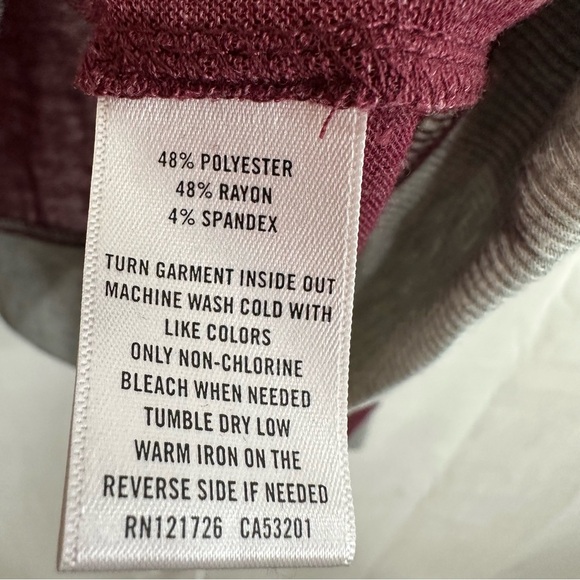 48% POLYESTER
48% RAYON
4% SPANDEX
TURN GARMENT INSIDE OUT
MACHINE WASH COLD WITH
LIKE COLORS
ONLY NON-CHLORINE
BLEACH WHEN NEEDED
TUMBLE DRY LOW
WARM IRON ON THE
REVERSE SIDE IF NEEDED
RN121726 CA53201